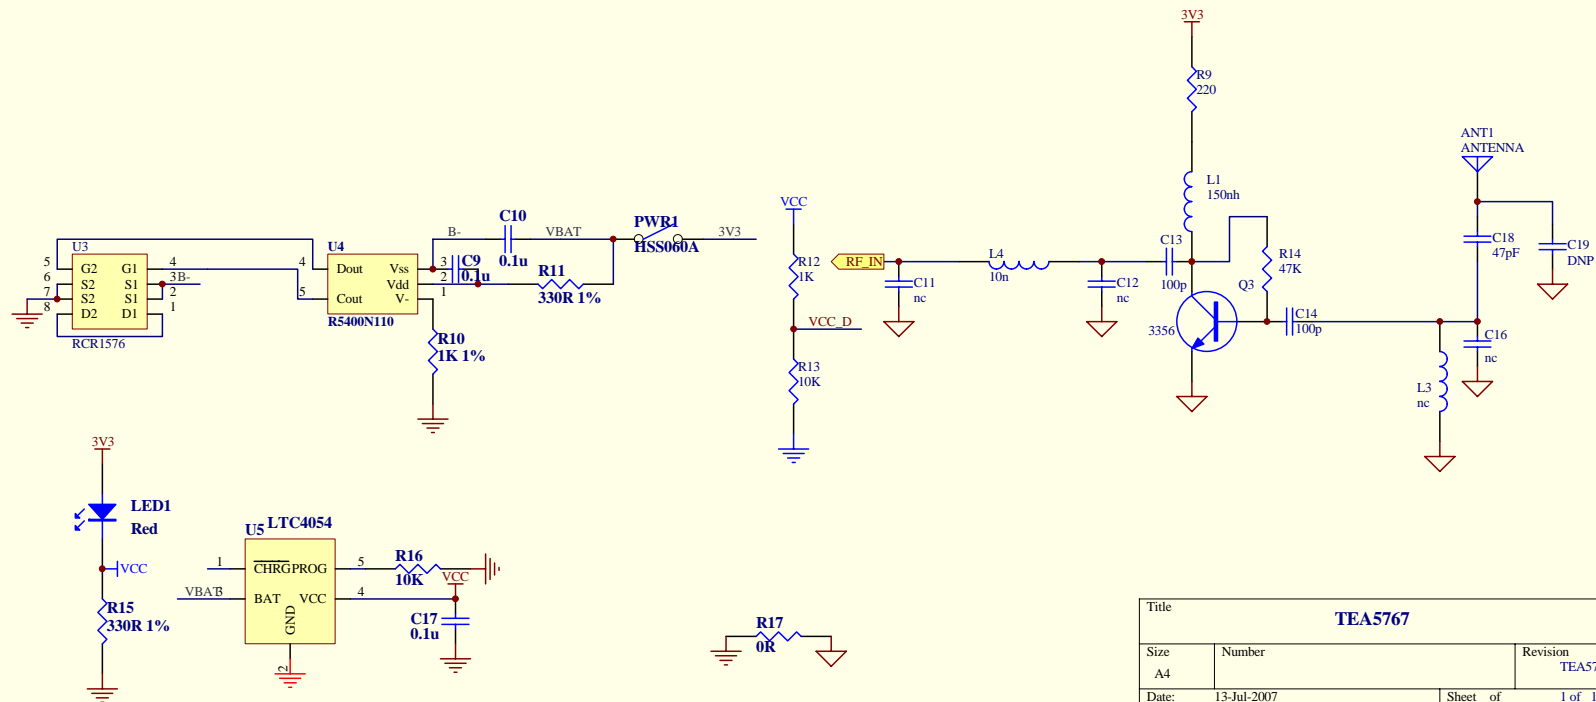 3V3
R9
220
ANT1
ANTENNA
L1
150nh
VCC
C10
0.1u
B-
VBAT
PWR1
HSS060A
3V3
U3
5
6
7
8
G2
S2
S2
D2
G1
S1
S1
D1
4
3
2
1
B-
RCR1576
U4
4
5
Dout
Cout
Vss
Vdd
V-
3
2
1
R5400N110
C9
0.1u
R11
330R 1%
R10
1K 1%
R12
1K
VCC_D
R13
10K
RF_IN
C11
nc
L4
10n
C12
nc
C13
100p
R14
47K
Q3
3356
C14
100p
C18
47pF
C19
DNP
C16
nc
L3
nc
3V3
LED1
Red
VCC
R15
330R 1%
U5 LTC4054
1
CHRG
PROG
5
VBAT
3
BAT
VCC
4
GND
2
R16
10K
VCC
C17
0.1u
R17
0R
Title
TEA5767
Size
A4
Number
Revision
TEA57
Date:
13-Jul-2007
Sheet of
1 of 1